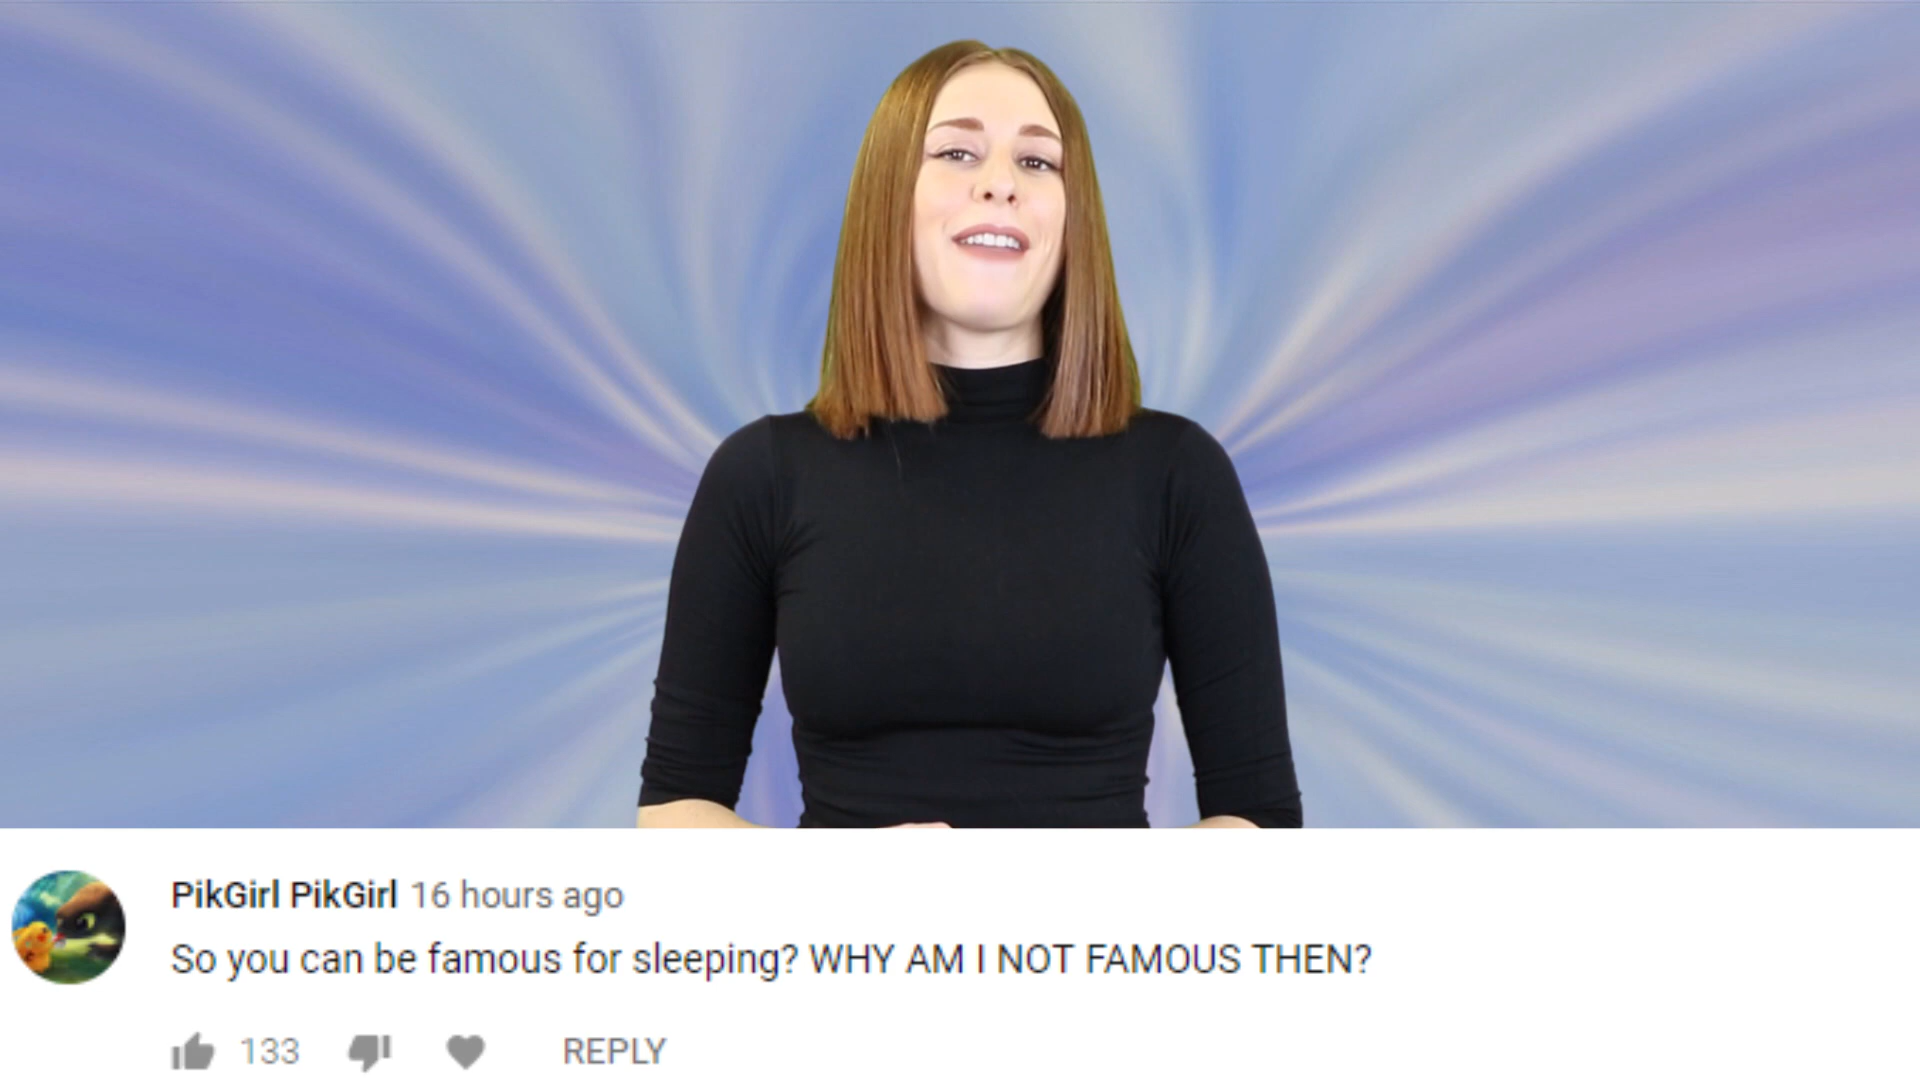 PikGirl PikGirl 16 hours ago
So you can be famous for sleeping? WHY AM I NOT FAMOUS THEN?
133 REPLY